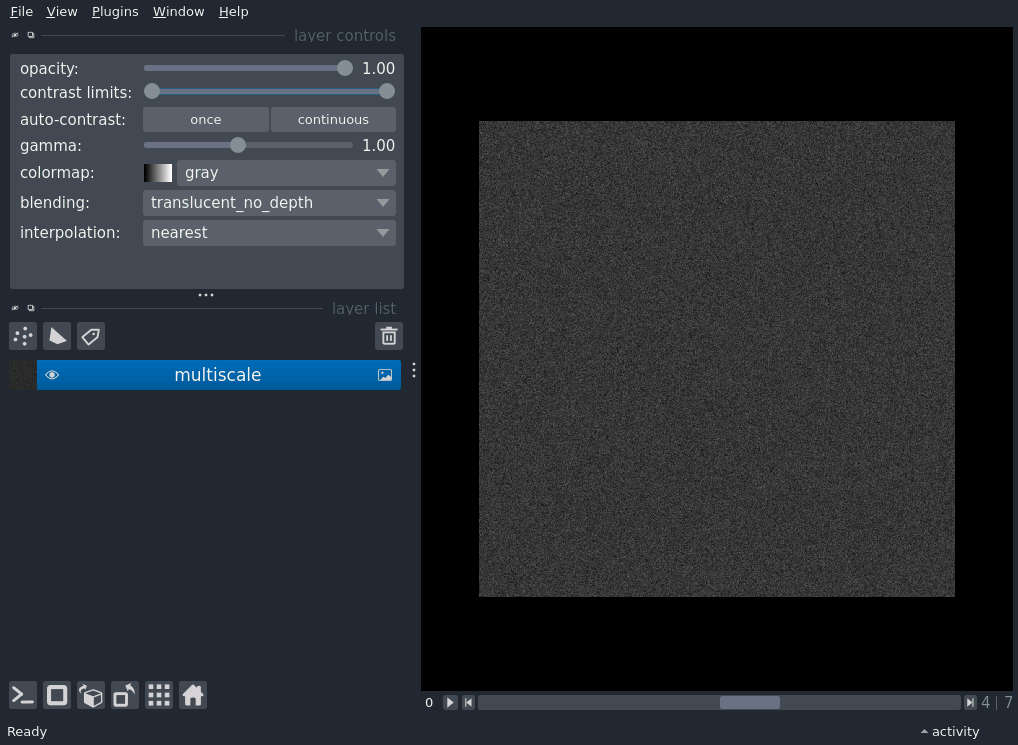 File View Plugins Window Help
layer controls
opacity: 1.00
contrast limits:
auto-contrast: once continuous
gamma: 1.00
colormap: gray
blending: translucent_no_depth
interpolation: nearest
layer list
multiscale
0 4 | 7
Ready activity